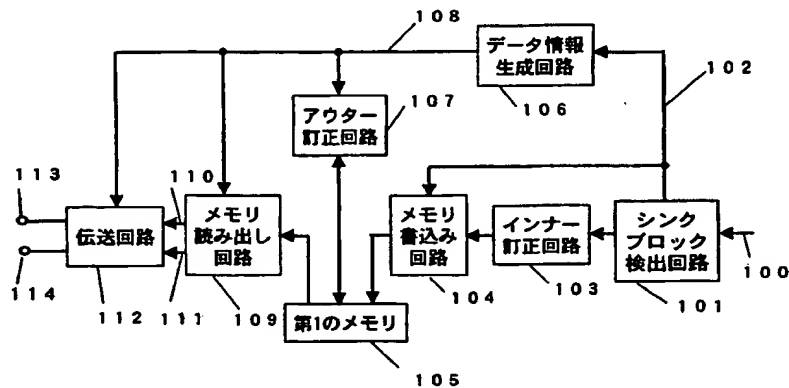 108
データ情報
生成回路
106
102
アウター
訂正回路
107
113
114
伝送回路
112
110
111
メモリ
読み出し
回路
109
メモリ
書込み
回路
104
インナー
訂正回路
103
シンク
ブロック
検出回路
101
100
第1のメモリ
105